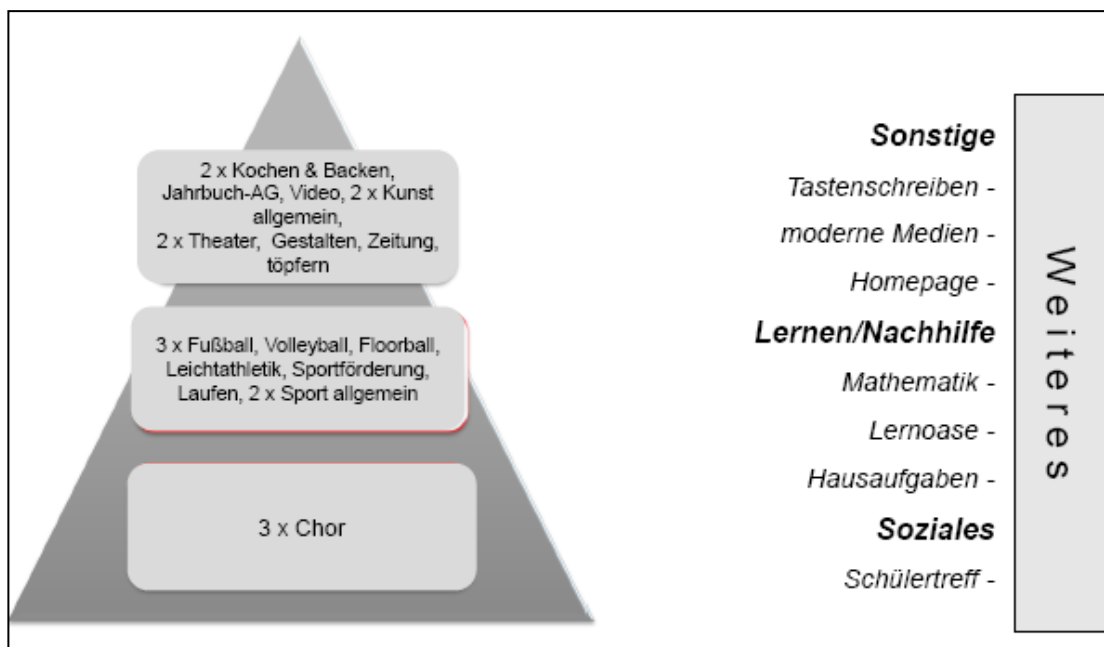 2 x Kochen & Backen,
Jahrbuch-AG, Video, 2 x Kunst
allgemein,
2 x Theater, Gestalten, Zeitung,
töpfern
3 x Fußball, Volleyball, Floorball,
Leichtathletik, Sportförderung,
Laufen, 2 x Sport allgemein
3 x Chor
Sonstige
Tastenschreiben -
moderne Medien -
Homepage -
Lernen/Nachhilfe
Mathematik -
Lernoase -
Hausaufgaben -
Soziales
Schülertreff -
Weiteres